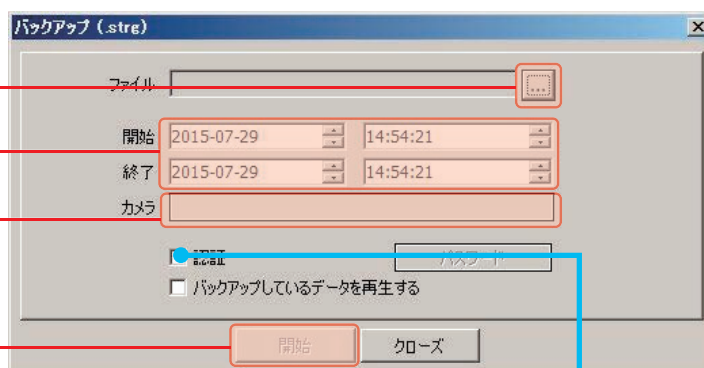 バックアップ (.strg)
ファイル
...
開始 2015-07-29 14:54:21
終了 2015-07-29 14:54:21
カメラ
認証 パスワード
バックアップしているデータを再生する
開始 クローズ